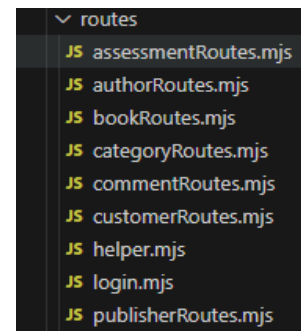 routes
JS assessmentRoutes.mjs
JS authorRoutes.mjs
JS bookRoutes.mjs
JS categoryRoutes.mjs
JS commentRoutes.mjs
JS customerRoutes.mjs
JS helper.mjs
JS login.mjs
JS publisherRoutes.mjs